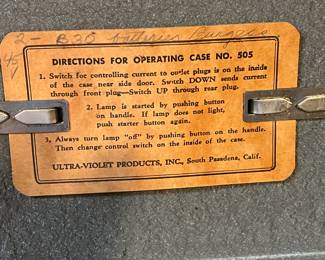 2- B30 batteries Burgess
DIRECTIONS FOR OPERATING CASE NO. 505
1. Switch for controlling current to outlet plugs is on the inside
of the case near side door. Switch DOWN sends current
through front plug—Switch UP through rear plug.
2. Lamp is started by pushing button
on handle. If lamp does not light,
push starter button again.
3. Always turn lamp "off" by pushing button on the handle.
Then change control switch on the inside of the case.
ULTRA-VIOLET PRODUCTS, INC., South Pasadena, Calif.